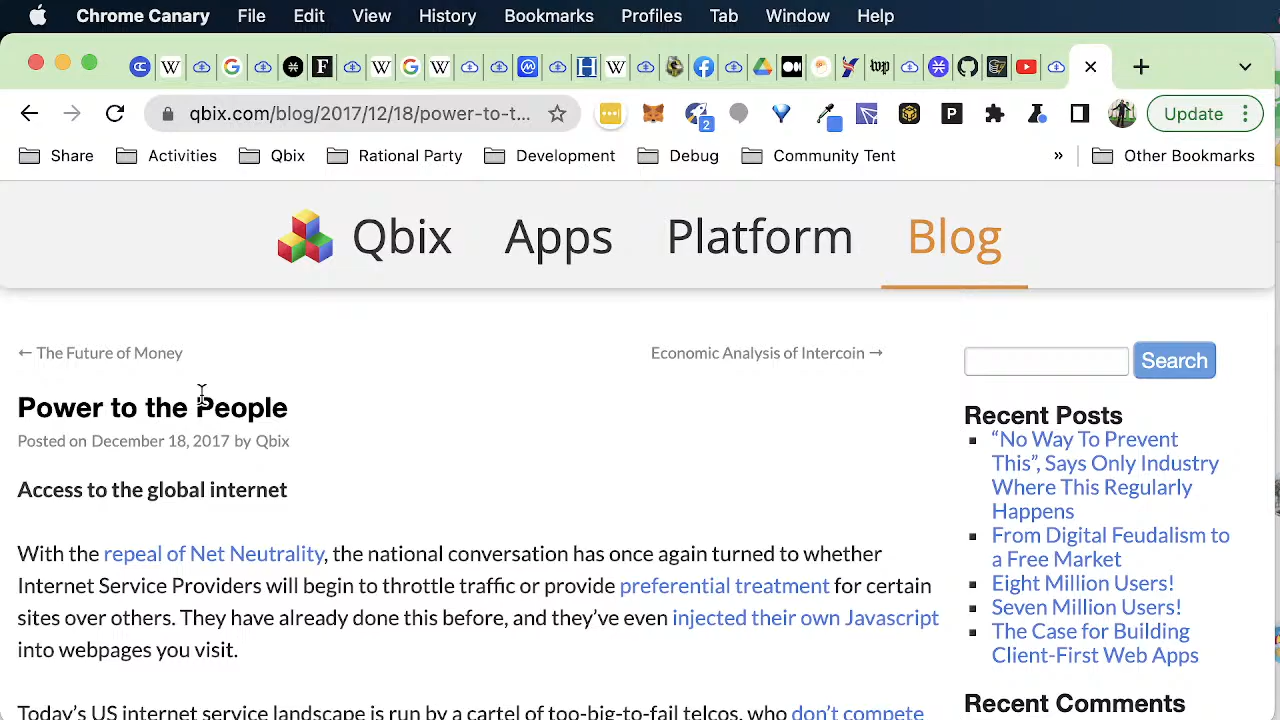 Chrome Canary File Edit View History Bookmarks Profiles Tab Window Help
qbix.com/blog/2017/12/18/power-to-t... 2 P Update
Share Activities Qbix Rational Party Development Debug Community Tent » Other Bookmarks
Qbix Apps Platform Blog
← The Future of Money
Economic Analysis of Intercoin →
Search
Power to the People
Posted on December 18, 2017 by Qbix
Access to the global internet
With the repeal of Net Neutrality, the national conversation has once again turned to whether
Internet Service Providers will begin to throttle traffic or provide preferential treatment for certain
sites over others. They have already done this before, and they’ve even injected their own Javascript
into webpages you visit.
Today’s US internet service landscape is run by a cartel of too-big-to-fail telcos, who don’t compete
Recent Posts
“No Way To Prevent
This”, Says Only Industry
Where This Regularly
Happens
From Digital Feudalism to
a Free Market
Eight Million Users!
Seven Million Users!
The Case for Building
Client-First Web Apps
Recent Comments